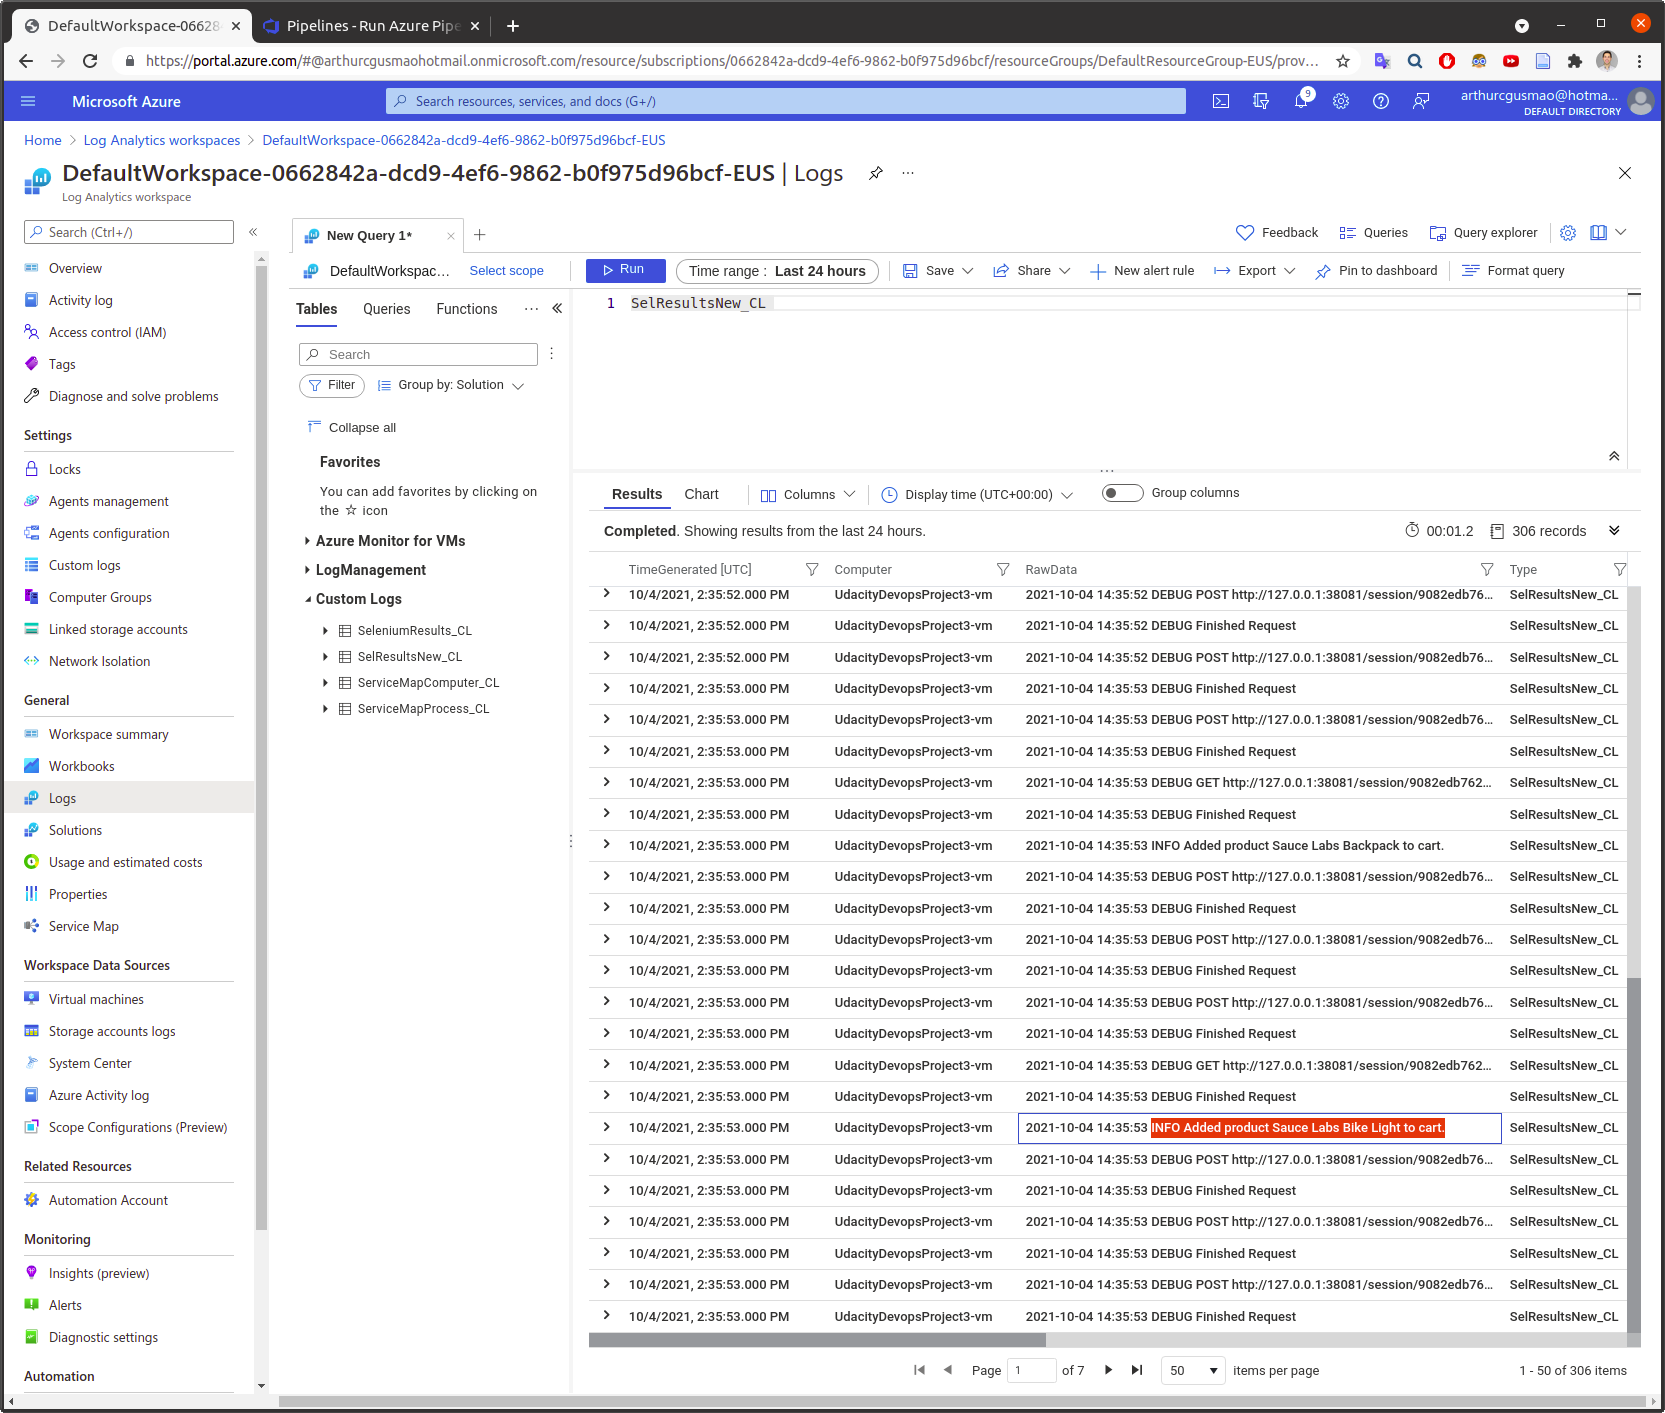 DefaultWorkspace-06628
Pipelines - Run Azure Pipe
https://portal.azure.com/#@arthurcgusmaohotmail.onmicrosoft.com/resource/subscriptions/0662842a-dcd9-4ef6-9862-b0f975d96bcf/resourceGroups/DefaultResourceGroup-EUS/prov...
Microsoft Azure
Search resources, services, and docs (G+/)
9
arthurcgusmao@hotma...
DEFAULT DIRECTORY
Home > Log Analytics workspaces > DefaultWorkspace-0662842a-dcd9-4ef6-9862-b0f975d96bcf-EUS
DefaultWorkspace-0662842a-dcd9-4ef6-9862-b0f975d96bcf-EUS | Logs
Log Analytics workspace
Search (Ctrl+/)
Overview
Activity log
Access control (IAM)
Tags
Diagnose and solve problems
Settings
Locks
Agents management
Agents configuration
Custom logs
Computer Groups
Linked storage accounts
Network Isolation
General
Workspace summary
Workbooks
Logs
Solutions
Usage and estimated costs
Properties
Service Map
Workspace Data Sources
Virtual machines
Storage accounts logs
System Center
Azure Activity log
Scope Configurations (Preview)
Related Resources
Automation Account
Monitoring
Insights (preview)
Alerts
Diagnostic settings
Automation
New Query 1*
Feedback
Queries
Query explorer
DefaultWorkspac...
Select scope
Run
Time range : Last 24 hours
Save
Share
New alert rule
Export
Pin to dashboard
Format query
Tables
Queries
Functions
Search
Filter
Group by: Solution
Collapse all
Favorites
You can add favorites by clicking on
the ☆ icon
Azure Monitor for VMs
LogManagement
Custom Logs
SeleniumResults_CL
SelResultsNew_CL
ServiceMapComputer_CL
ServiceMapProcess_CL
1 SelResultsNew_CL
Results
Chart
Columns
Display time (UTC+00:00)
Group columns
Completed. Showing results from the last 24 hours.
00:01.2
306 records
TimeGenerated [UTC] Computer RawData Type
10/4/2021, 2:35:52.000 PM UdacityDevopsProject3-vm 2021-10-04 14:35:52 DEBUG POST http://127.0.0.1:38081/session/9082edb76... SelResultsNew_CL
10/4/2021, 2:35:52.000 PM UdacityDevopsProject3-vm 2021-10-04 14:35:52 DEBUG Finished Request SelResultsNew_CL
10/4/2021, 2:35:52.000 PM UdacityDevopsProject3-vm 2021-10-04 14:35:52 DEBUG POST http://127.0.0.1:38081/session/9082edb76... SelResultsNew_CL
10/4/2021, 2:35:53.000 PM UdacityDevopsProject3-vm 2021-10-04 14:35:53 DEBUG Finished Request SelResultsNew_CL
10/4/2021, 2:35:53.000 PM UdacityDevopsProject3-vm 2021-10-04 14:35:53 DEBUG POST http://127.0.0.1:38081/session/9082edb76... SelResultsNew_CL
10/4/2021, 2:35:53.000 PM UdacityDevopsProject3-vm 2021-10-04 14:35:53 DEBUG Finished Request SelResultsNew_CL
10/4/2021, 2:35:53.000 PM UdacityDevopsProject3-vm 2021-10-04 14:35:53 DEBUG GET http://127.0.0.1:38081/session/9082edb762... SelResultsNew_CL
10/4/2021, 2:35:53.000 PM UdacityDevopsProject3-vm 2021-10-04 14:35:53 DEBUG Finished Request SelResultsNew_CL
10/4/2021, 2:35:53.000 PM UdacityDevopsProject3-vm 2021-10-04 14:35:53 INFO Added product Sauce Labs Backpack to cart. SelResultsNew_CL
10/4/2021, 2:35:53.000 PM UdacityDevopsProject3-vm 2021-10-04 14:35:53 DEBUG POST http://127.0.0.1:38081/session/9082edb76... SelResultsNew_CL
10/4/2021, 2:35:53.000 PM UdacityDevopsProject3-vm 2021-10-04 14:35:53 DEBUG Finished Request SelResultsNew_CL
10/4/2021, 2:35:53.000 PM UdacityDevopsProject3-vm 2021-10-04 14:35:53 DEBUG POST http://127.0.0.1:38081/session/9082edb76... SelResultsNew_CL
10/4/2021, 2:35:53.000 PM UdacityDevopsProject3-vm 2021-10-04 14:35:53 DEBUG Finished Request SelResultsNew_CL
10/4/2021, 2:35:53.000 PM UdacityDevopsProject3-vm 2021-10-04 14:35:53 DEBUG POST http://127.0.0.1:38081/session/9082edb76... SelResultsNew_CL
10/4/2021, 2:35:53.000 PM UdacityDevopsProject3-vm 2021-10-04 14:35:53 DEBUG Finished Request SelResultsNew_CL
10/4/2021, 2:35:53.000 PM UdacityDevopsProject3-vm 2021-10-04 14:35:53 DEBUG GET http://127.0.0.1:38081/session/9082edb762... SelResultsNew_CL
10/4/2021, 2:35:53.000 PM UdacityDevopsProject3-vm 2021-10-04 14:35:53 DEBUG Finished Request SelResultsNew_CL
10/4/2021, 2:35:53.000 PM UdacityDevopsProject3-vm 2021-10-04 14:35:53 INFO Added product Sauce Labs Bike Light to cart. SelResultsNew_CL
10/4/2021, 2:35:53.000 PM UdacityDevopsProject3-vm 2021-10-04 14:35:53 DEBUG POST http://127.0.0.1:38081/session/9082edb76... SelResultsNew_CL
10/4/2021, 2:35:53.000 PM UdacityDevopsProject3-vm 2021-10-04 14:35:53 DEBUG Finished Request SelResultsNew_CL
10/4/2021, 2:35:53.000 PM UdacityDevopsProject3-vm 2021-10-04 14:35:53 DEBUG POST http://127.0.0.1:38081/session/9082edb76... SelResultsNew_CL
10/4/2021, 2:35:53.000 PM UdacityDevopsProject3-vm 2021-10-04 14:35:53 DEBUG Finished Request SelResultsNew_CL
10/4/2021, 2:35:53.000 PM UdacityDevopsProject3-vm 2021-10-04 14:35:53 DEBUG POST http://127.0.0.1:38081/session/9082edb76... SelResultsNew_CL
10/4/2021, 2:35:53.000 PM UdacityDevopsProject3-vm 2021-10-04 14:35:53 DEBUG Finished Request SelResultsNew_CL
Page 1 of 7
50 items per page
1 - 50 of 306 items